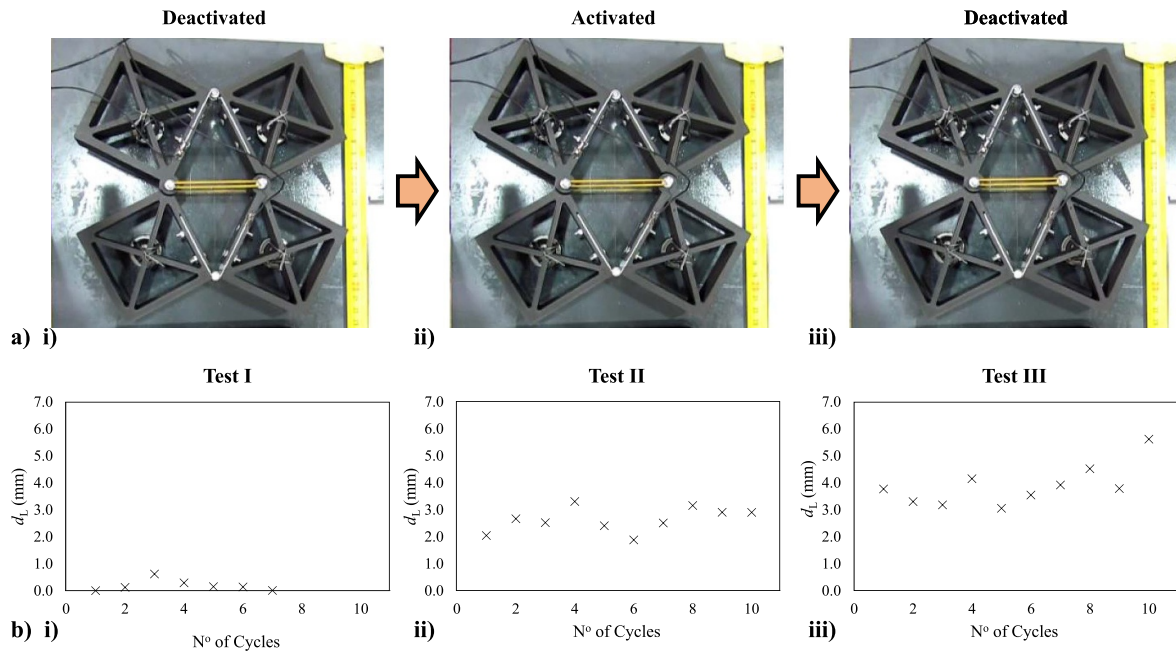 Deactivated
Activated
Deactivated
a) i)
ii)
iii)
Test I
Test II
Test III
7.0
6.0
5.0
4.0
3.0
2.0
1.0
0.0
d_L (mm)
0 2 4 6 8 10
Nº of Cycles
b) i)
7.0
6.0
5.0
4.0
3.0
2.0
1.0
0.0
d_L (mm)
0 2 4 6 8 10
Nº of Cycles
ii)
7.0
6.0
5.0
4.0
3.0
2.0
1.0
0.0
d_L (mm)
0 2 4 6 8 10
Nº of Cycles
iii)